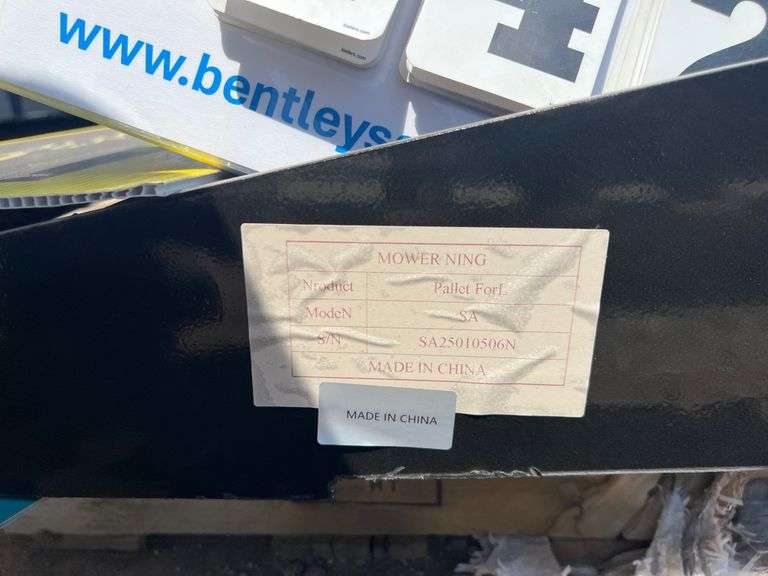 www.bentleys
MOWER NING
Nroduct Pallet Forl
ModeN SA
S/N SA25010506N
MADE IN CHINA
MADE IN CHINA